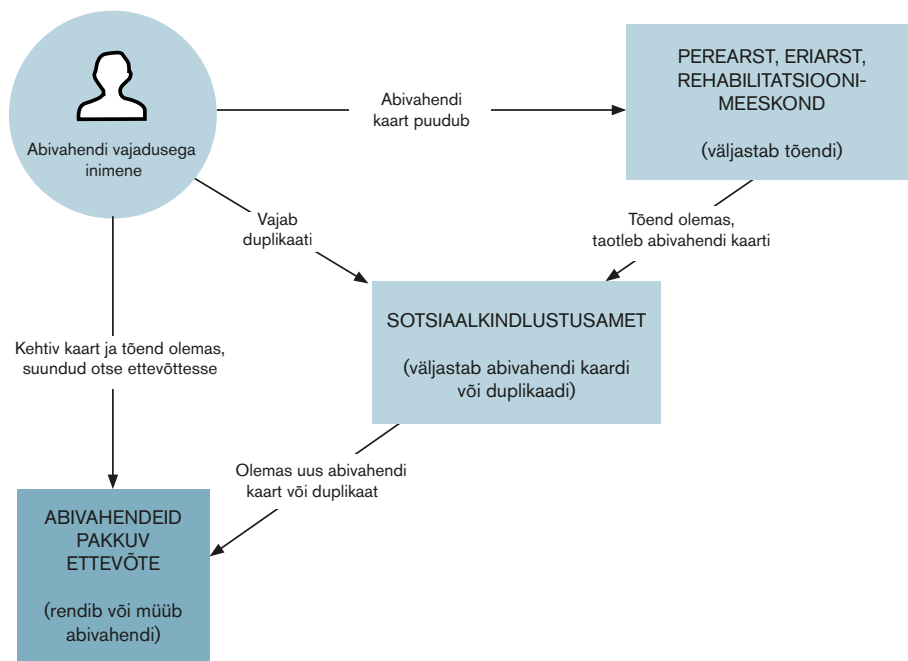 Abivahendi vajadusega
inimene
Abivahendi
kaart puudub
PEREARST, ERIARST,
REHABILITATSIOONI-
MEESKOND
(väljastab tõendi)
Vajab
duplikaati
Tõend olemas,
taotleb abivahendi kaarti
SOTSIAALKINDLUSTUSAMET
(väljastab abivahendi kaardi
või duplikaadi)
Kehtiv kaart ja tõend olemas,
suundud otse ettevõttesse
Olemas uus abivahendi
kaart või duplikaat
ABIVAHENDEID
PAKKUV
ETTEVÕTE
(rendib või müüb
abivahendi)